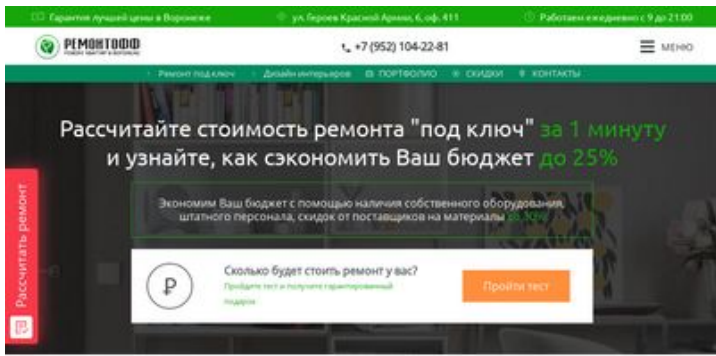 Гарантия лучшей цены в Воронеже
ул. Героев Красной Армии, 6, оф. 411
Работаем ежедневно с 9 до 21:00
РЕМОНТОФФ
РЕМОНТ КВАРТИР В ВОРОНЕЖЕ
+7 (952) 104-22-81
МЕНЮ
Ремонт под ключ
Дизайн интерьеров
ПОРТФОЛИО
СКИДКИ
КОНТАКТЫ
Рассчитайте стоимость ремонта "под ключ" за 1 минуту
и узнайте, как сэкономить Ваш бюджет до 25%
Экономим Ваш бюджет с помощью наличия собственного оборудования,
штатного персонала, скидок от поставщиков на материалы
Рассчитать ремонт
Сколько будет стоить ремонт у вас?
Пройдите тест и получите гарантированный
подарок
Пройти тест